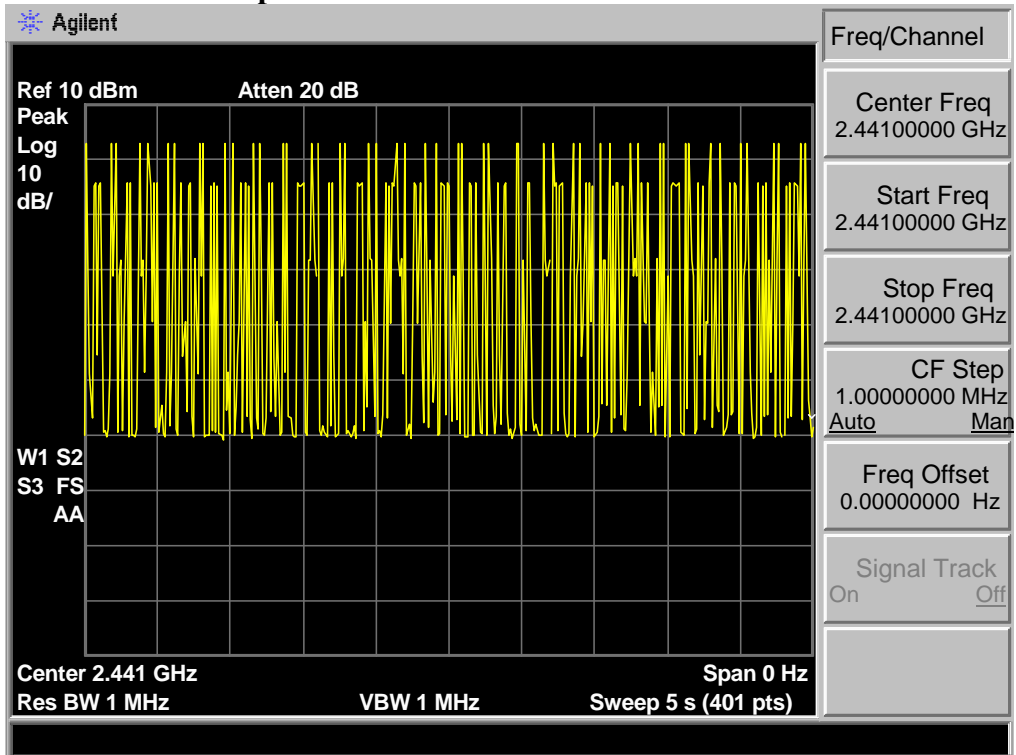 Agilent
Freq/Channel
Ref 10 dBm Atten 20 dB
Peak
Log
10
dB/
W1 S2
S3 FS
AA
Center 2.441 GHz Span 0 Hz
Res BW 1 MHz VBW 1 MHz Sweep 5 s (401 pts)
Center Freq
2.44100000 GHz
Start Freq
2.44100000 GHz
Stop Freq
2.44100000 GHz
CF Step
1.00000000 MHz
Auto Man
Freq Offset
0.00000000 Hz
Signal Track
On Off